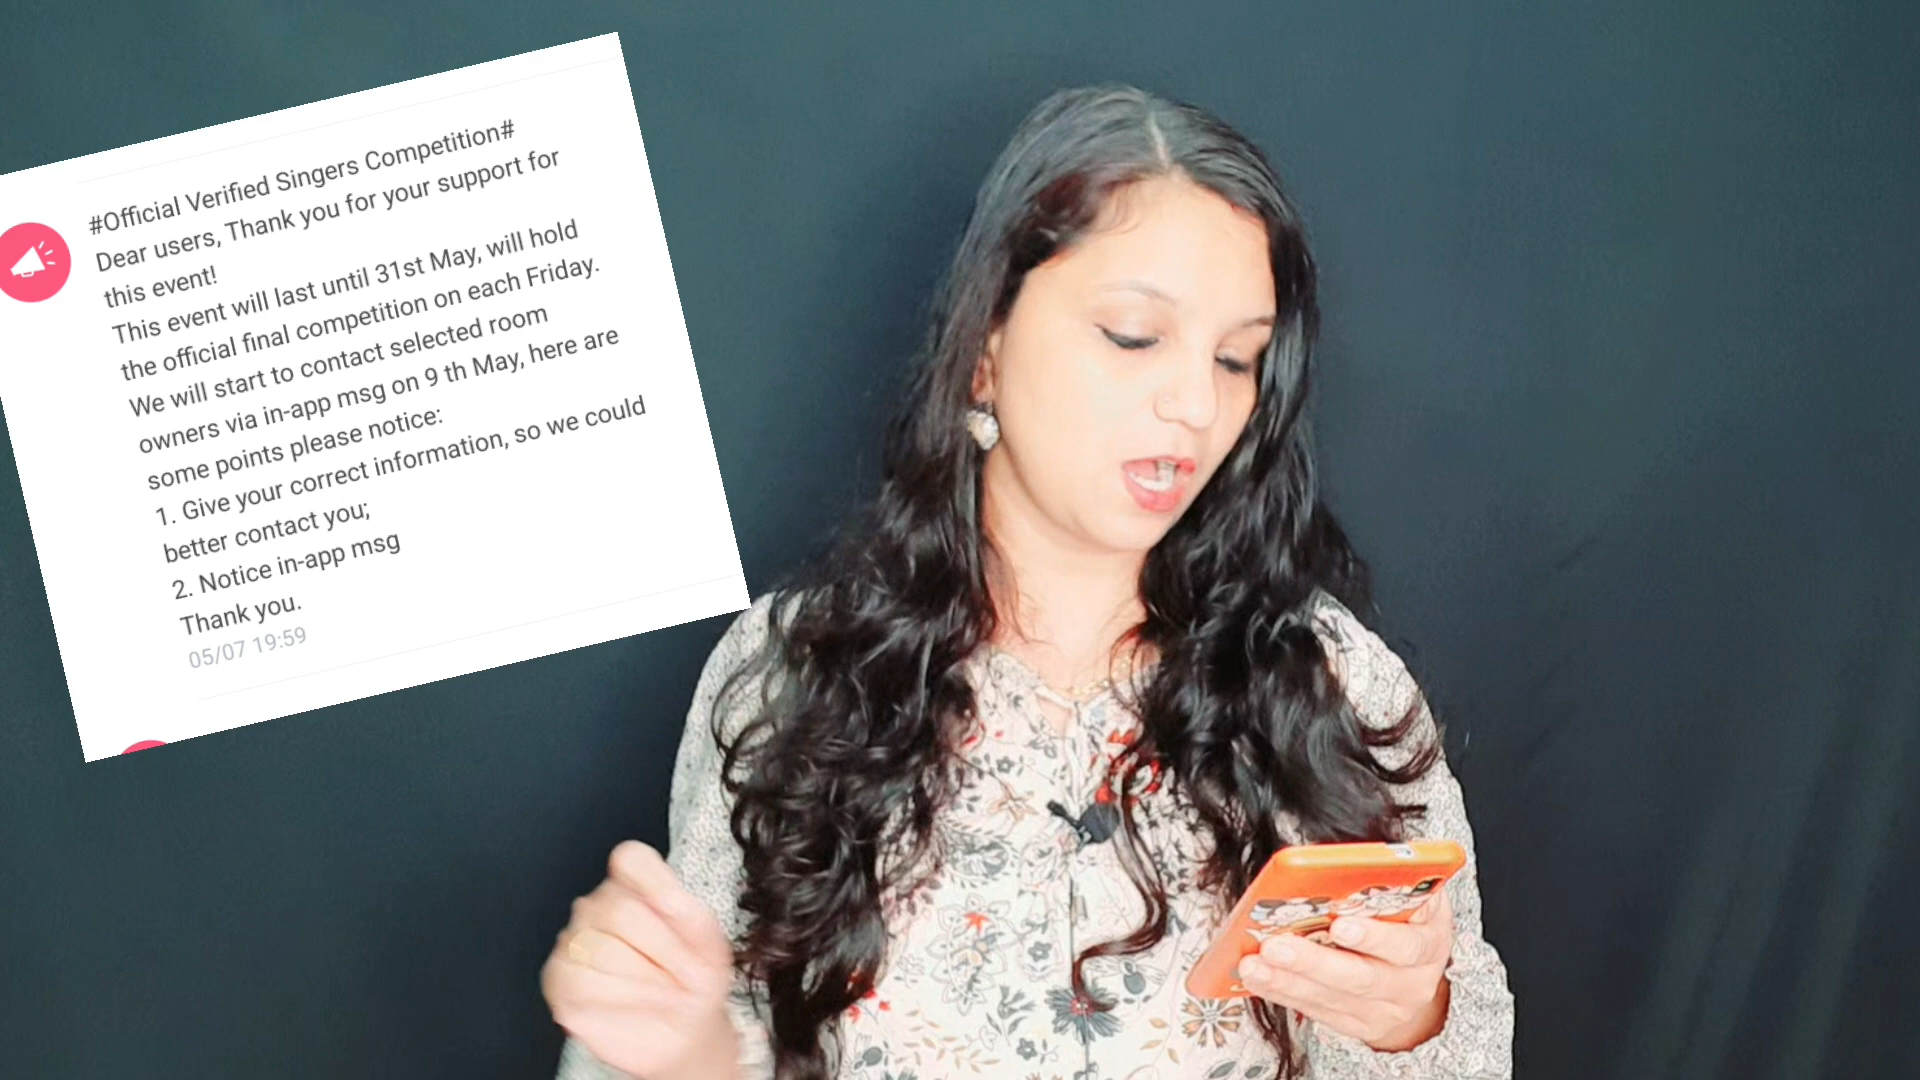 #Official Verified Singers Competition#
Dear users, Thank you for your support for
this event!
This event will last until 31st May, will hold
the official final competition on each Friday.
We will start to contact selected room
owners via in-app msg on 9 th May, here are
some points please notice:
1. Give your correct information, so we could
better contact you;
2. Notice in-app msg
Thank you.
05/07 19:59